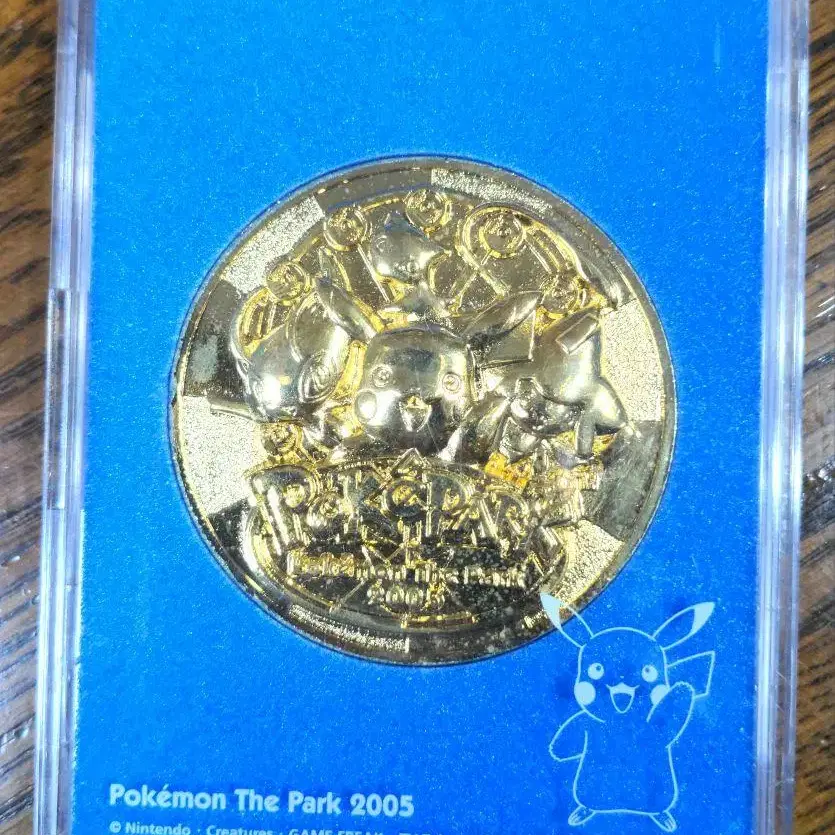 POKÉPARK
Pokémon The Park
2005
Pokémon The Park 2005
© Nintendo · Creatures · GAME FREAK